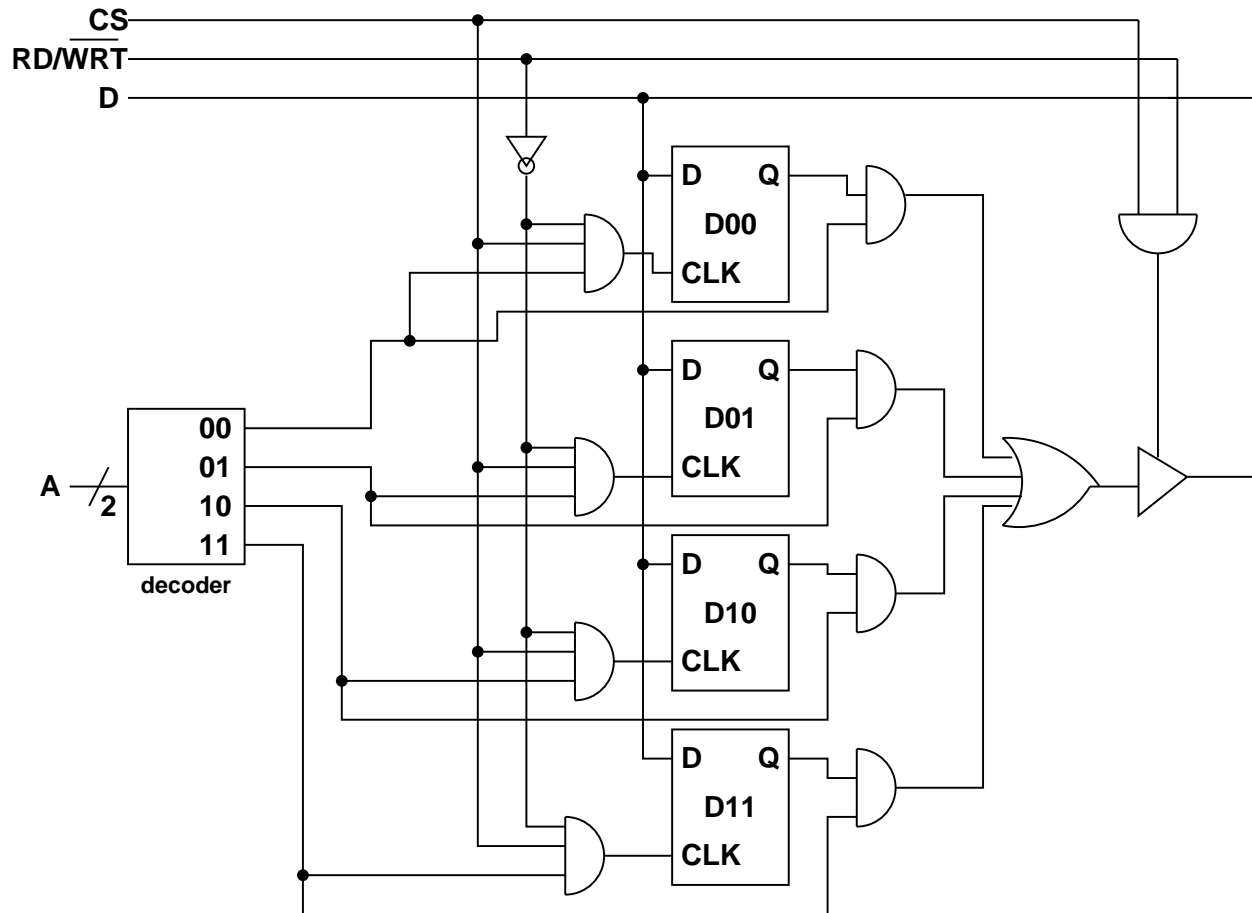 CS
RD/WRT
D
D Q
D00
CLK
D Q
D01
CLK
00
01
10
11
A
2
decoder
D Q
D10
CLK
D Q
D11
CLK